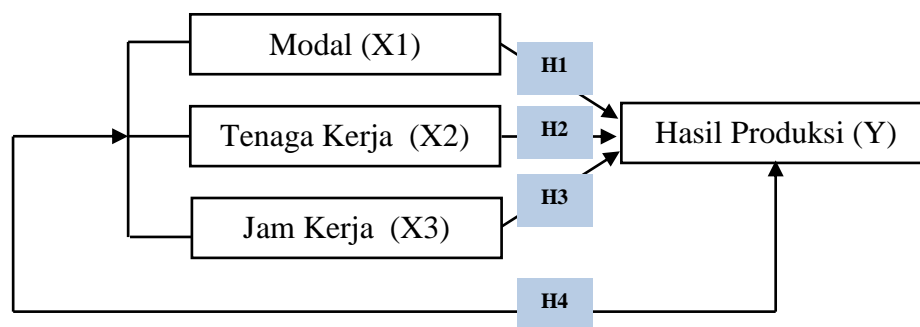 Modal (X1)
H1
Tenaga Kerja (X2)
H2
Hasil Produksi (Y)
H3
Jam Kerja (X3)
H4